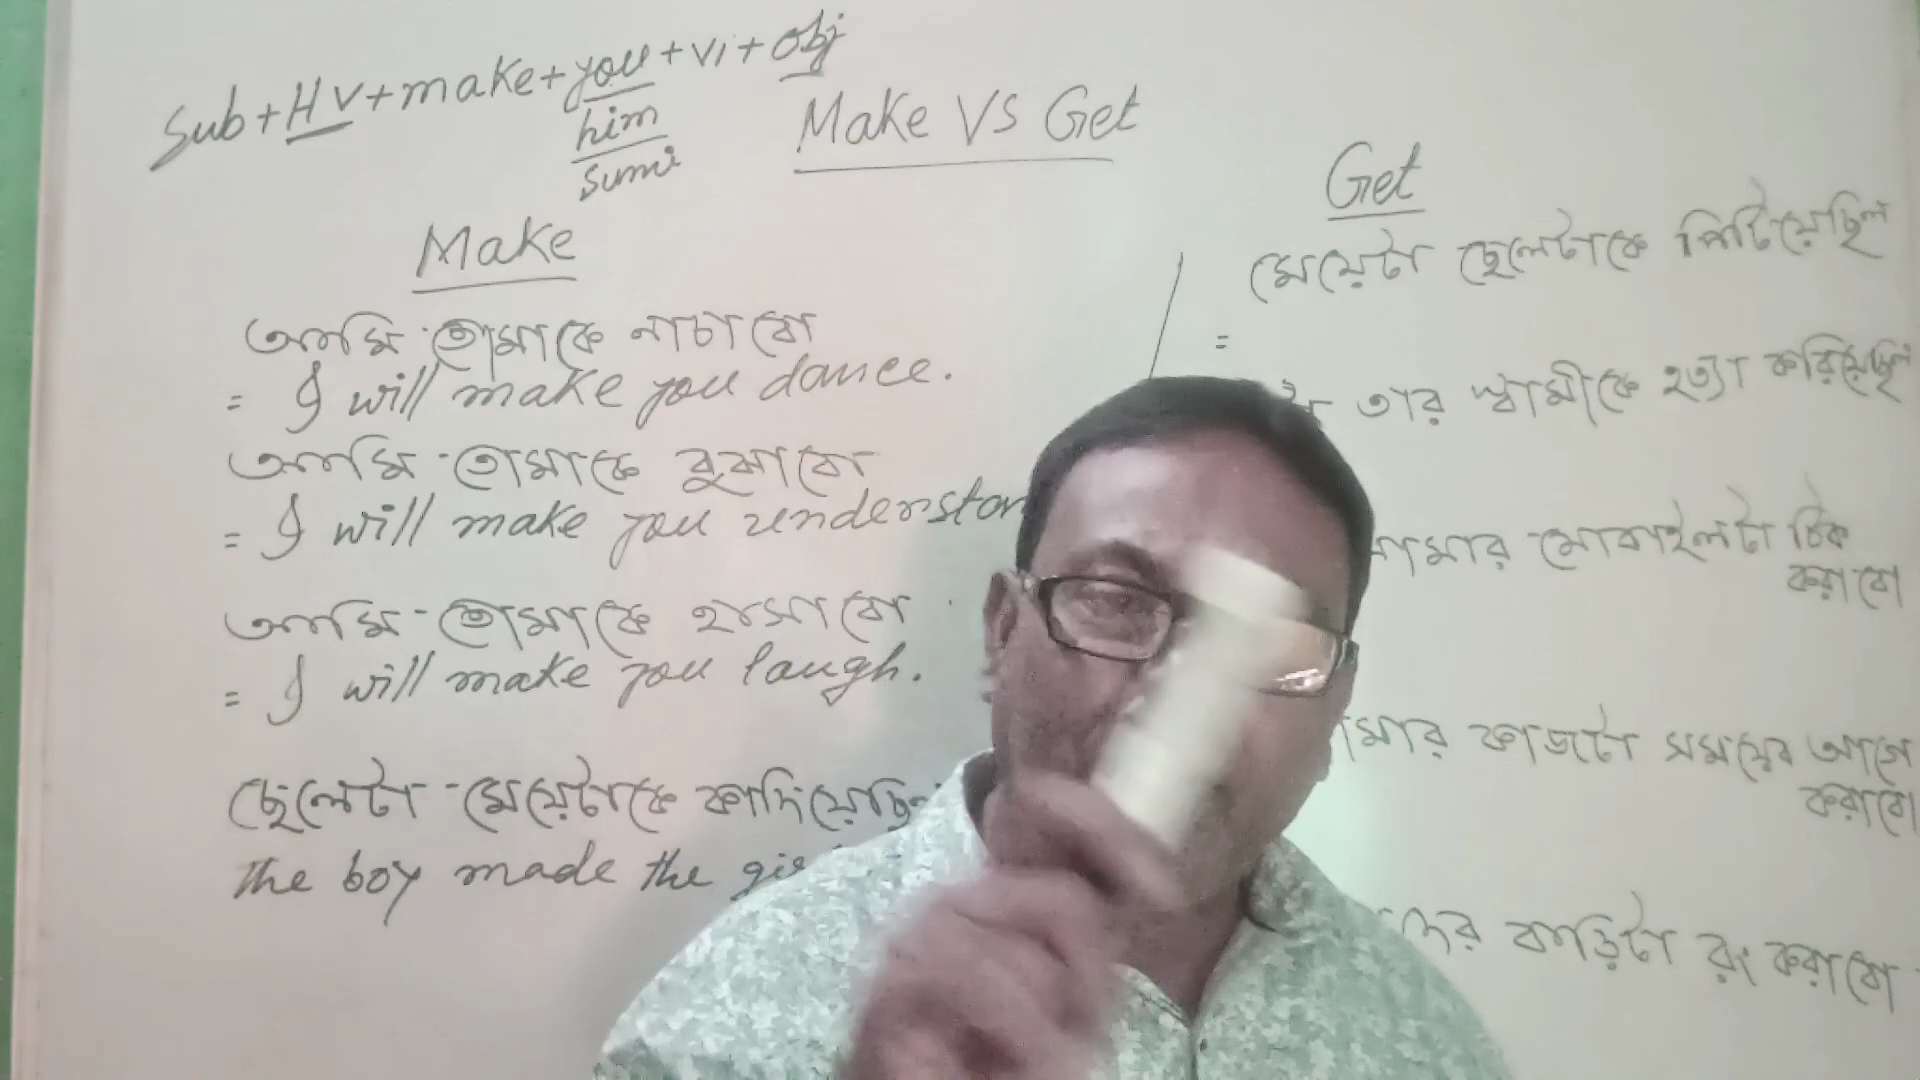 Sub + HV + make + you + V1 + obj
him
sumi
Make VS Get
Make
আমি তোমাকে নাচাবো
= I will make you dance.
আমি তোমাকে বুঝাবো
= I will make you
আমি তোমাকে হাসাবো
= I will make you laugh.
ছেলেটা মেয়েটাকে
The boy made the
Get
মেয়েটা ছেলেটাকে পিটিয়েছিল
=
তার স্বামীকে হত্যা করিয়েছিল
মোবাইলটা ঠিক
করাবো
কাজটা সময়ের আগে
করাবো
বাড়িটা রং করাবো